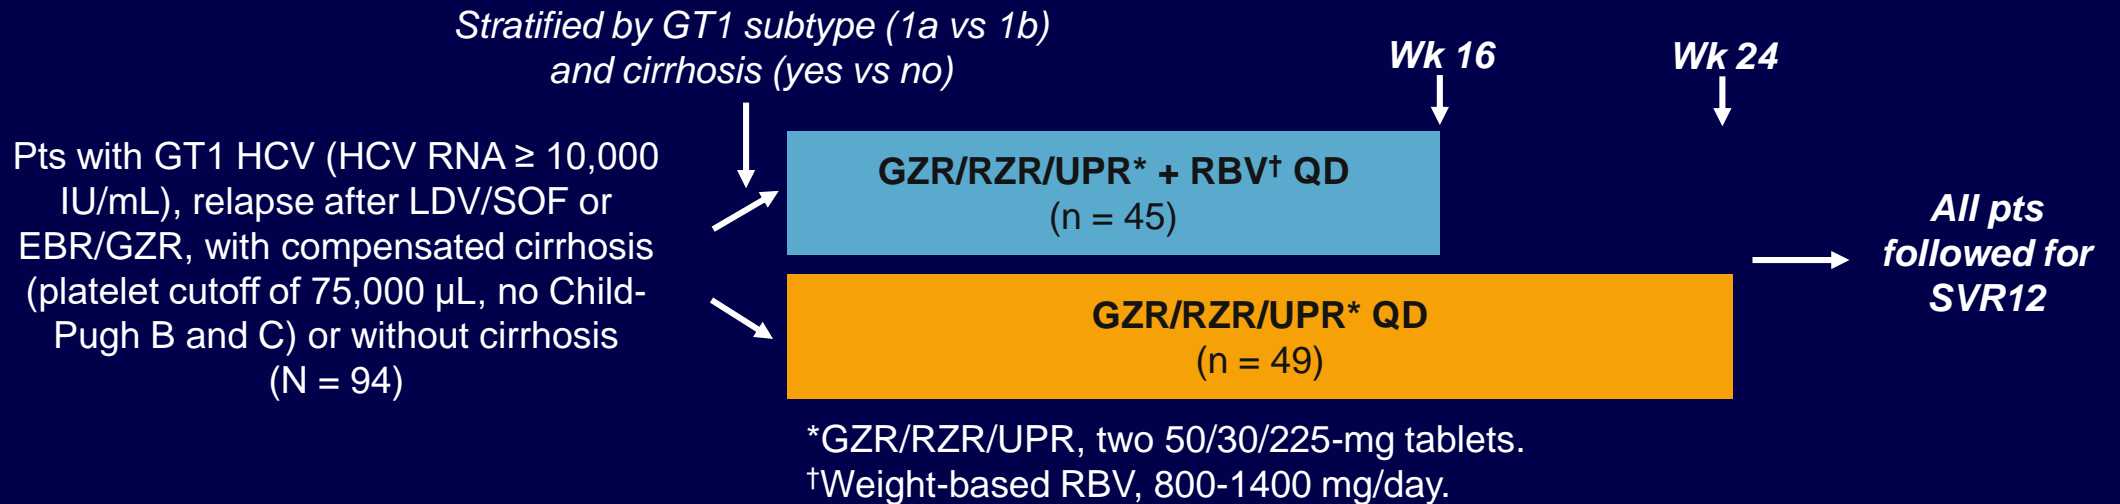 Stratified by GT1 subtype (1a vs 1b)
and cirrhosis (yes vs no)
Wk 16
Wk 24
Pts with GT1 HCV (HCV RNA ≥ 10,000
IU/mL), relapse after LDV/SOF or
EBR/GZR, with compensated cirrhosis
(platelet cutoff of 75,000 µL, no Child-
Pugh B and C) or without cirrhosis
(N = 94)
GZR/RZR/UPR* + RBV† QD
(n = 45)
GZR/RZR/UPR* QD
(n = 49)
All pts
followed for
SVR12
*GZR/RZR/UPR, two 50/30/225-mg tablets.
†Weight-based RBV, 800-1400 mg/day.